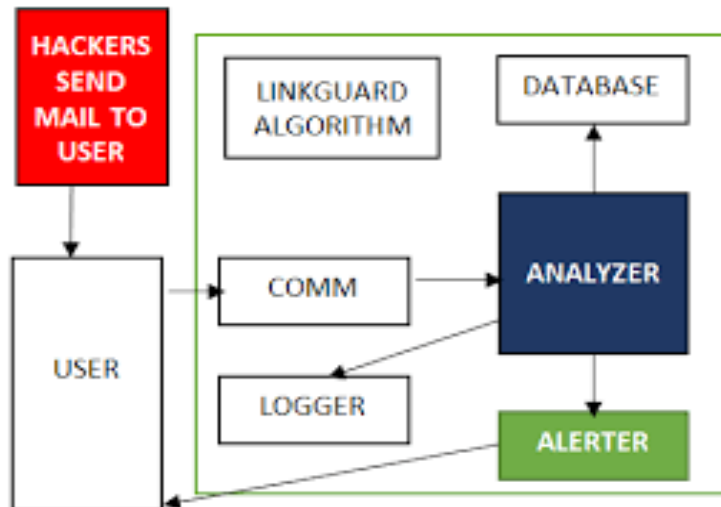 HACKERS
SEND
MAIL TO
USER
LINKGUARD
ALGORITHM
DATABASE
USER
COMM
ANALYZER
LOGGER
ALERTER